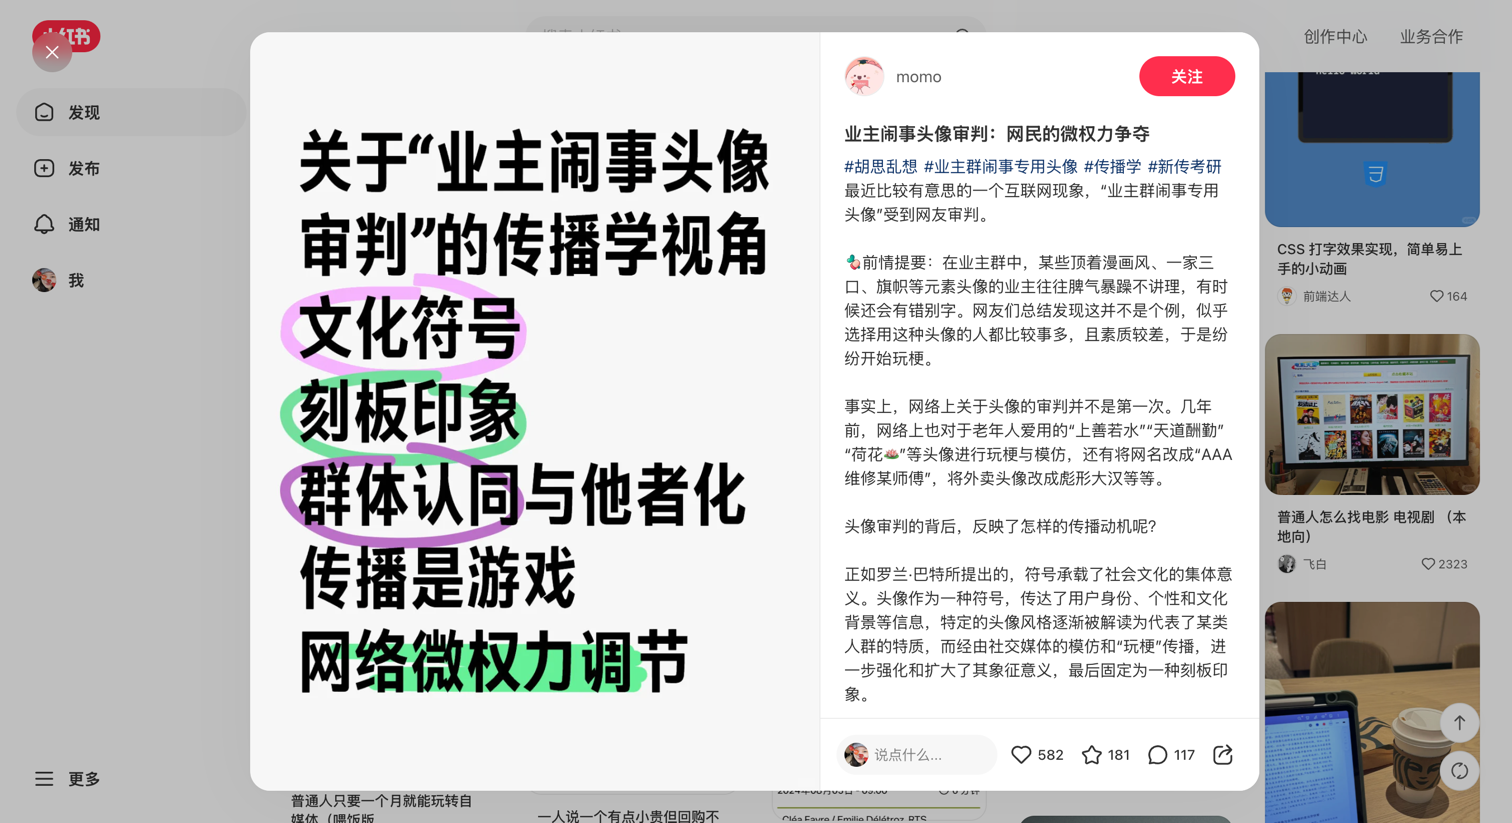 小红书
创作中心
业务合作
发现
发布
通知
我
更多
关于“业主闹事头像
审判”的传播学视角
文化符号
刻板印象
群体认同与他者化
传播是游戏
网络微权力调节
momo
关注
业主闹事头像审判：网民的微权力争夺
#胡思乱想 #业主群闹事专用头像 #传播学 #新传考研
最近比较有意思的一个互联网现象，“业主群闹事专用
头像”受到网友审判。
前情提要：在业主群中，某些顶着漫画风、一家三
口、旗帜等元素头像的业主往往脾气暴躁不讲理，有时
候还会有错别字。网友们总结发现这并不是个例，似乎
选择用这种头像的人都比较事多，且素质较差，于是纷
纷开始玩梗。
事实上，网络上关于头像的审判并不是第一次。几年
前，网络上也对于老年人爱用的“上善若水”“天道酬勤”
“荷花🪷”等头像进行玩梗与模仿，还有将网名改成“AAA
维修某师傅”，将外卖头像改成彪形大汉等等。
头像审判的背后，反映了怎样的传播动机呢？
正如罗兰·巴特所提出的，符号承载了社会文化的集体意
义。头像作为一种符号，传达了用户身份、个性和文化
背景等信息，特定的头像风格逐渐被解读为代表了某类
人群的特质，而经由社交媒体的模仿和“玩梗”传播，进
一步强化和扩大了其象征意义，最后固定为一种刻板印
象。
说点什么...
582
181
117
CSS 打字效果实现，简单易上
手的小动画
前端达人
164
普通人怎么找电影 电视剧 （本
地向）
飞白
2323
普通人只要一个月就能玩转自
媒体（喂饭版
一人说一个有点小贵但回购不
Cléa Favre / Emilie Délétroz, RTS